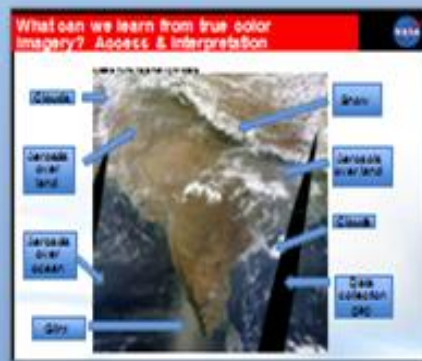 What can we learn from true color
Imagery? Access & Interpretation
NASA
Clouds
Snow
Aerosols
over
land
Aerosols
over land
Clouds
Aerosols
over
ocean
Data
collection
Glint